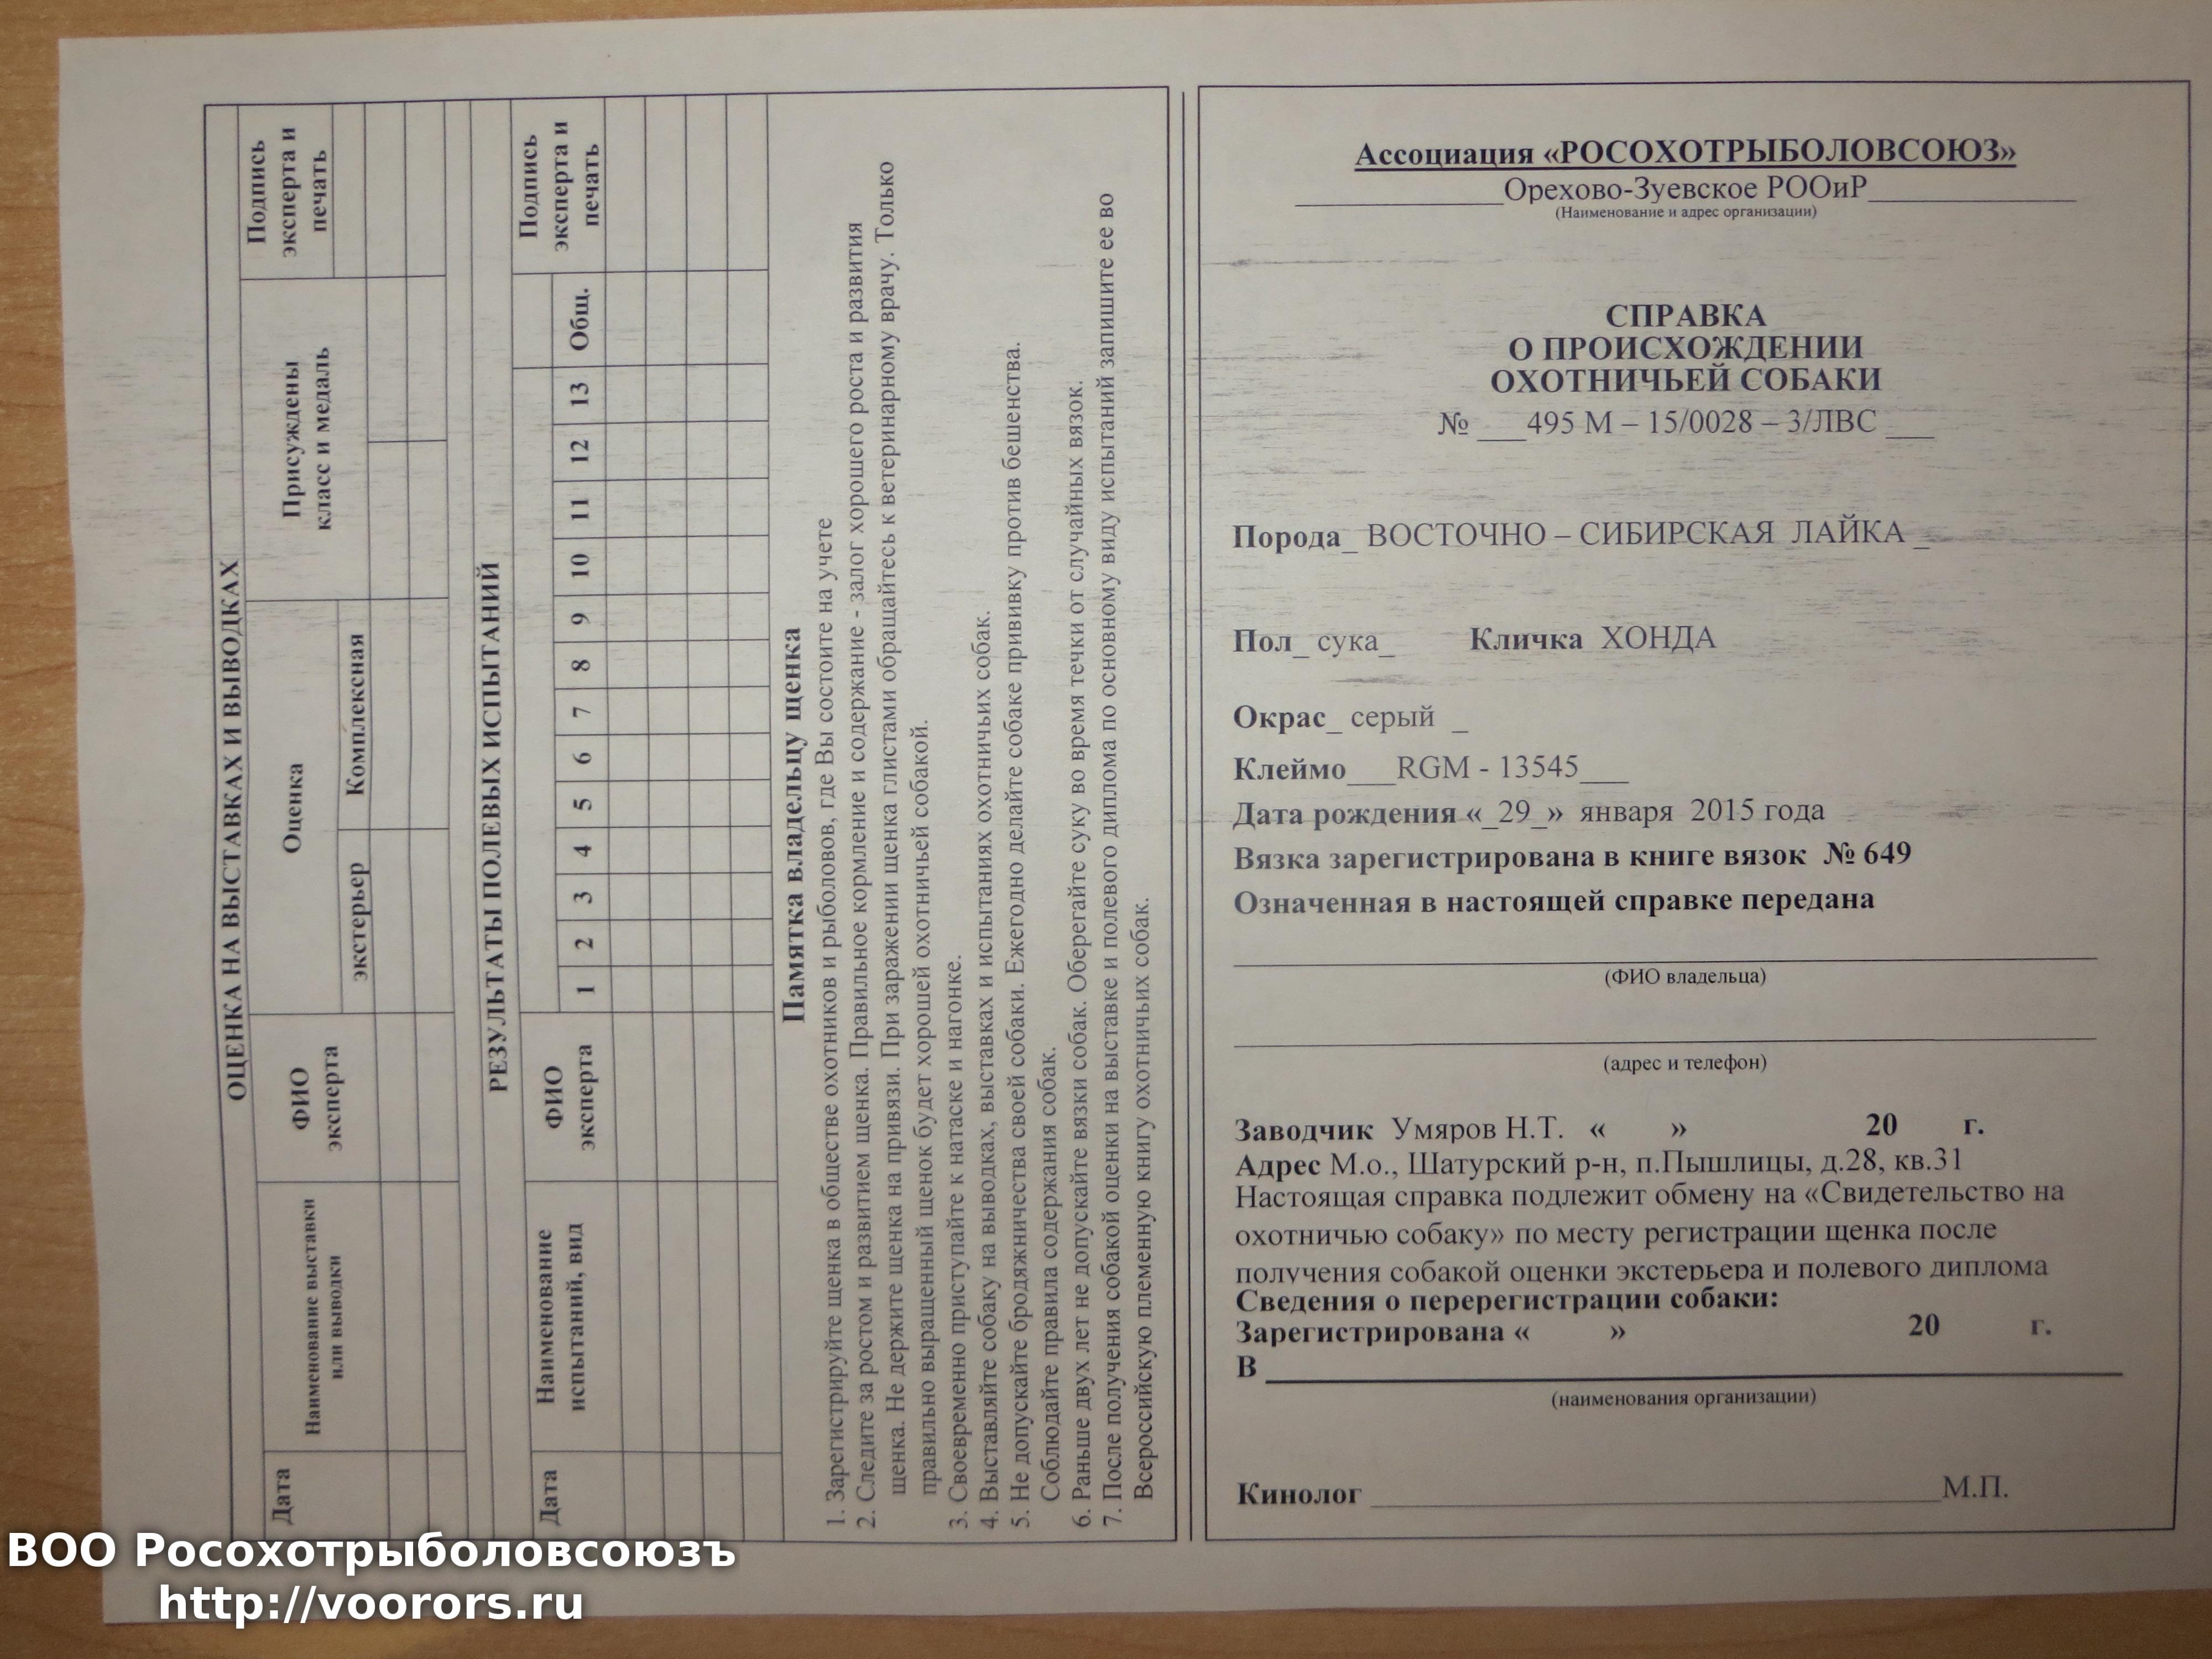 ОЦЕНКА НА ВЫСТАВКАХ И ВЫВОДКАХ
Дата
Наименование выставки
или выводки
ФИО
эксперта
Оценка
экстерьер
Комплексная
Присуждены
класс и медаль
Подпись
эксперта и
печать
РЕЗУЛЬТАТЫ ПОЛЕВЫХ ИСПЫТАНИЙ
Дата
Наименование
испытаний, вид
ФИО
эксперта
1 2 3 4 5 6 7 8 9 10 11 12 13 Общ.
Подпись
эксперта и
печать
Памятка владельцу щенка
1. Зарегистрируйте щенка в обществе охотников и рыболовов, где Вы состоите на учете
2. Следите за ростом и развитием щенка. Правильное кормление и содержание - залог хорошего роста и развития
щенка. Не держите щенка на привязи. При заражении щенка глистами обращайтесь к ветеринарному врачу. Только
правильно выращенный щенок будет хорошей охотничьей собакой.
3. Своевременно приступайте к натаске и нагонке.
4. Выставляйте собаку на выводках, выставках и испытаниях охотничьих собак.
5. Не допускайте бродяжничества своей собаки. Ежегодно делайте собаке прививку против бешенства.
Соблюдайте правила содержания собак.
6. Раньше двух лет не допускайте вязки собак. Оберегайте суку во время течки от случайных вязок.
7. После получения собакой оценки на выставке и полевого диплома по основному виду испытаний запишите ее во
Всероссийскую племенную книгу охотничьих собак.
Ассоциация «РОСОХОТРЫБОЛОВСОЮЗ»
Орехово-Зуевское РООиР
(Наименование и адрес организации)
СПРАВКА
О ПРОИСХОЖДЕНИИ
ОХОТНИЧЬЕЙ СОБАКИ
№ ___495 М – 15/0028 – 3/ЛВС ___
Порода_ ВОСТОЧНО – СИБИРСКАЯ ЛАЙКА _
Пол_ сука_ Кличка ХОНДА
Окрас_ серый _
Клеймо___RGM - 13545___
Дата рождения «_29_» января 2015 года
Вязка зарегистрирована в книге вязок № 649
Означенная в настоящей справке передана
(ФИО владельца)
(адрес и телефон)
Заводчик Умяров Н.Т. « » 20 г.
Адрес М.о., Шатурский р-н, п.Пышлицы, д.28, кв.31
Настоящая справка подлежит обмену на «Свидетельство на
охотничью собаку» по месту регистрации щенка после
получения собакой оценки экстерьера и полевого диплома
Сведения о перерегистрации собаки:
Зарегистрирована « » 20 г.
В
(наименования организации)
Кинолог М.П.
ВОО Росохотрыболовсоюзъ
http://voorors.ru